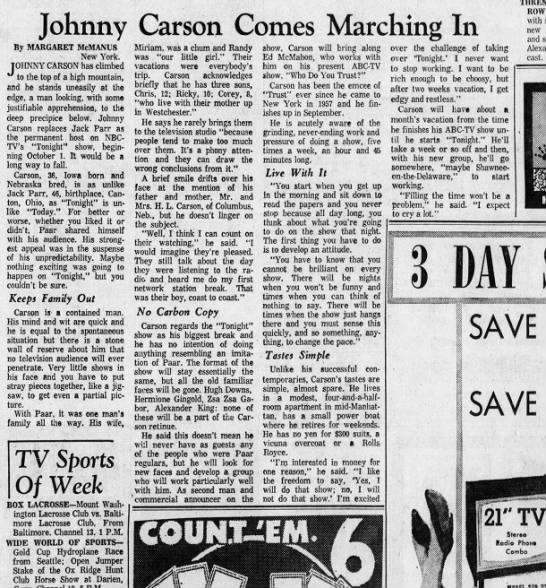 Johnny Carson Comes Marching In
By MARGARET McMANUS
New York.
JOHNNY CARSON has climbed
to the top of a high mountain,
and he stands uneasily at the
edge, a man looking, with some
justifiable apprehension, to the
deep precipice below. Johnny
Carson replaces Jack Parr as
the permanent host on NBC-
TV's "Tonight" show, begin-
ning October 1. It would be a
long way to fall.
Carson, 36, Iowa born and
Nebraska bred, is as unlike
Jack Parr, 46, birthplace, Can-
ton, Ohio, as "Tonight" is un-
like "Today." For better or
worse, whether you liked it or
didn't, Paar shared himself
with his audience. His strong-
est appeal was in the suspense
of his unpredictability. Maybe
nothing exciting was going to
happen on "Tonight," but you
couldn't be sure.
Keeps Family Out
Carson is a contained man.
His mind and wit are quick and
he is equal to the spontaneous
situation but there is a stone
wall of reserve about him that
no television audience will ever
penetrate. Very little shows in
his face and you have to put
stray pieces together, like a jig-
saw, to get even a partial pic-
ture.
With Paar, it was one man's
family all the way. His wife,
Miriam, was a chum and Randy
was "our little girl." Their
vacations were everybody's
trip. Carson acknowledges
briefly that he has three sons,
Chris, 12; Ricky, 10; Corey, 8,
"who live with their mother up
in Westchester."
He says he rarely brings them
to the television studio "because
people tend to make too much
over them. It's a phony atten-
tion and they can draw the
wrong conclusions from it."
A brief smile drifts over his
face at the mention of his
father and mother, Mr. and
Mrs. H. L. Carson, of Columbus,
Neb., but he doesn't linger on
the subject.
"Well, I think I can count on
their watching," he said. "I
would imagine they're pleased.
They still talk about the day
they were listening to the ra-
dio and heard me do my first
network station break. That
was their boy, coast to coast."
No Carbon Copy
Carson regards the "Tonight"
show as his biggest break and
he has no intention of doing
anything resembling an imita-
tion of Paar. The format of the
show will stay essentially the
same, but all the old familiar
faces will be gone. Hugh Downs,
Hermione Gingold, Zsa Zsa Ga-
bor, Alexander King: none of
these will be a part of the Car-
son retinue.
He said this doesn't mean he
will never have as guests any
of the people who were Paar
regulars, but he will look for
new faces and develop a group
who will work particularly well
with him. As second man and
commercial announcer on the
show, Carson will bring along
Ed McMahon, who works with
him on his present ABC-TV
show, "Who Do You Trust?"
Carson has been the emcee of
"Trust" ever since he came to
New York in 1957 and he fin-
ishes up in September.
He is acutely aware of the
grinding, never-ending work and
pressure of doing a show, five
times a week, an hour and 45
minutes long.
Live With It
"You start when you get up
in the morning and sit down to
read the papers and you never
stop because all day long, you
think about what you're going
to do on the show that night.
The first thing you have to do
is to develop an attitude.
"You have to know that you
cannot be brilliant on every
show. There will be nights
when you won't be funny and
times when you can think of
nothing to say. There will be
times when the show just hangs
there and you must sense this
quickly, and so something, any-
thing, to change the pace."
Tastes Simple
Unlike his successful con-
temporaries, Carson's tastes are
simple, almost spare. He lives
in a modest, four-and-a-half-
room apartment in mid-Manhat-
tan, has a small power boat
where he retires for weekends.
He has no yen for $300 suits, a
vicuna overcoat or a Rolls
Royce.
"I'm interested in money for
one reason," he said. "I like
the freedom to say, 'Yes, I
will do that show; no, I will
not do that show.' I'm excited
over the challenge of taking
over 'Tonight.' I never want
to stop working. I want to be
rich enough to be choosy, but
after two weeks vacation, I get
edgy and restless."
Carson will have about a
month's vacation from the time
he finishes his ABC-TV show un-
til he starts "Tonight." He'll
take a week or so off and then,
with his new group, he'll go
somewhere, "maybe Shawnee-
on-the-Delaware," to start
working.
"Filling the time won't be a
problem," he said. "I expect
to cry a lot."
TV Sports
Of Week
BOX LACROSSE—Mount Wash-
ington Lacrosse Club vs. Balti-
more Lacrosse Club, From
Baltimore. Channel 13. 1 P.M.
WIDE WORLD OF SPORTS—
Gold Cup Hydroplane Race
from Seattle; Open Jumper
Stake of the Ox Ridge Hunt
Club Horse Show at Darien,
COUNT 'EM. 6
ROW
with
new
and s
Alexa
cast.
3 DAY S
SAVE
SAVE
21" TV
Stereo
Radio Phono
Combo